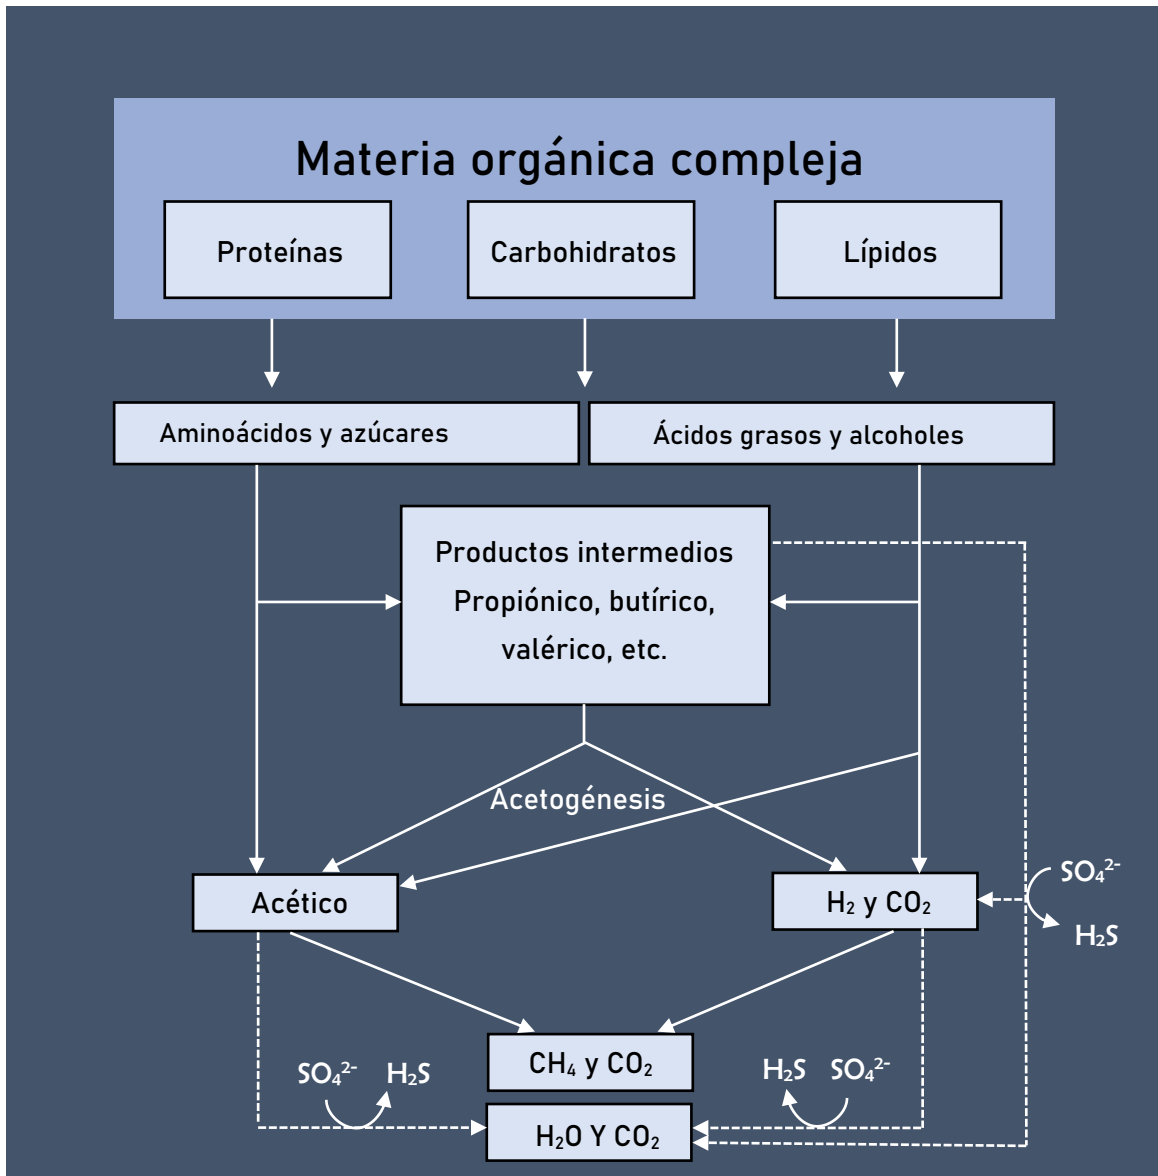 Materia orgánica compleja
Proteínas
Carbohidratos
Lípidos
Aminoácidos y azúcares
Ácidos grasos y alcoholes
Productos intermedios
Propiónico, butírico,
valérico, etc.
Acetogénesis
Acético
H₂ y CO₂
SO₄²⁻
H₂S
CH₄ y CO₂
SO₄²⁻
H₂S
H₂S
SO₄²⁻
H₂O Y CO₂